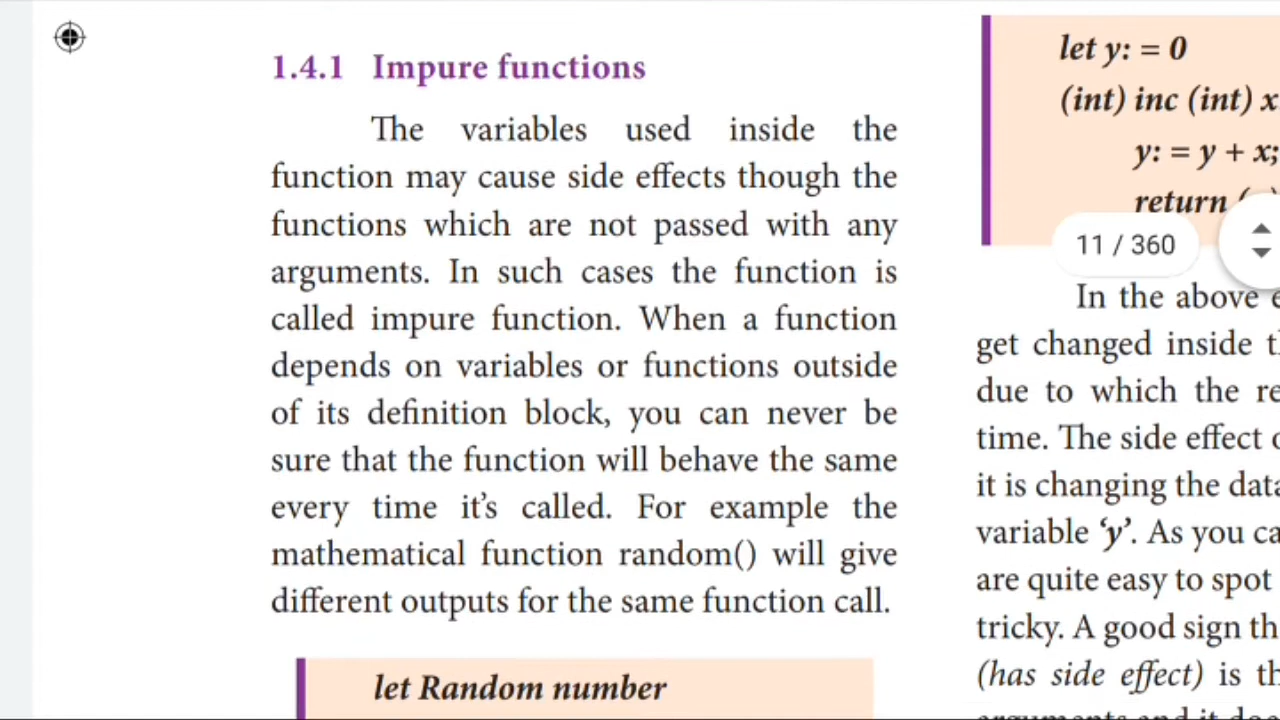 1.4.1 Impure functions
The variables used inside the
function may cause side effects though the
functions which are not passed with any
arguments. In such cases the function is
called impure function. When a function
depends on variables or functions outside
of its definition block, you can never be
sure that the function will behave the same
every time it's called. For example the
mathematical function random() will give
different outputs for the same function call.
let Random number
let y: = 0
(int) inc (int) x
y: = y + x;
return (
11 / 360
In the above
get changed inside
due to which the
time. The side effect
it is changing the data
variable ‘y’. As you
are quite easy to spot
tricky. A good sign
(has side effect) is